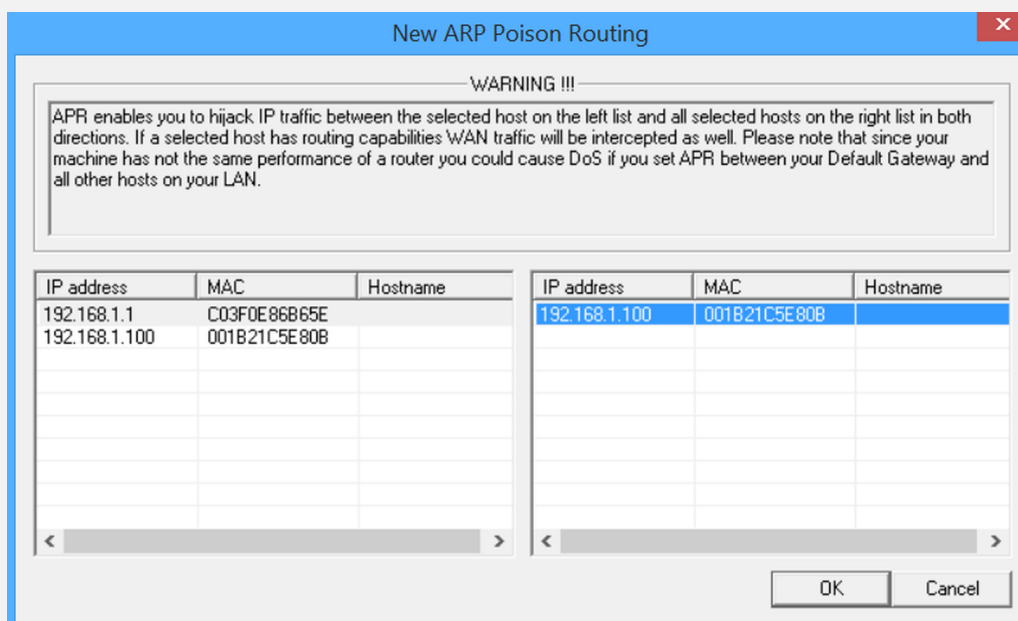 New ARP Poison Routing
WARNING !!!
APR enables you to hijack IP traffic between the selected host on the left list and all selected hosts on the right list in both
directions. If a selected host has routing capabilities WAN traffic will be intercepted as well. Please note that since your
machine has not the same performance of a router you could cause DoS if you set APR between your Default Gateway and
all other hosts on your LAN.
IP address MAC Hostname
192.168.1.1 C03F0E86B65E
192.168.1.100 001B21C5E80B
IP address MAC Hostname
192.168.1.100 001B21C5E80B
OK Cancel